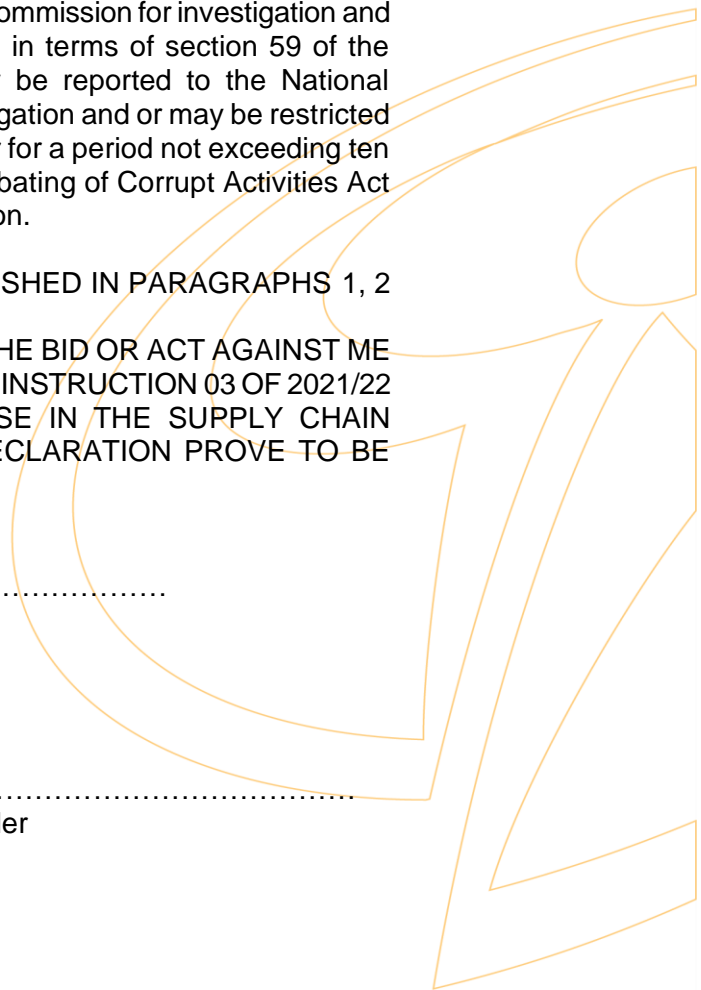 ommission for investigation and
in terms of section 59 of the
be reported to the National
gation and or may be restricted
for a period not exceeding ten
bating of Corrupt Activities Act
on.
SHED IN PARAGRAPHS 1, 2
HE BID OR ACT AGAINST ME
INSTRUCTION 03 OF 2021/22
SE IN THE SUPPLY CHAIN
ECLARATION PROVE TO BE
………………
…………………………………
ler